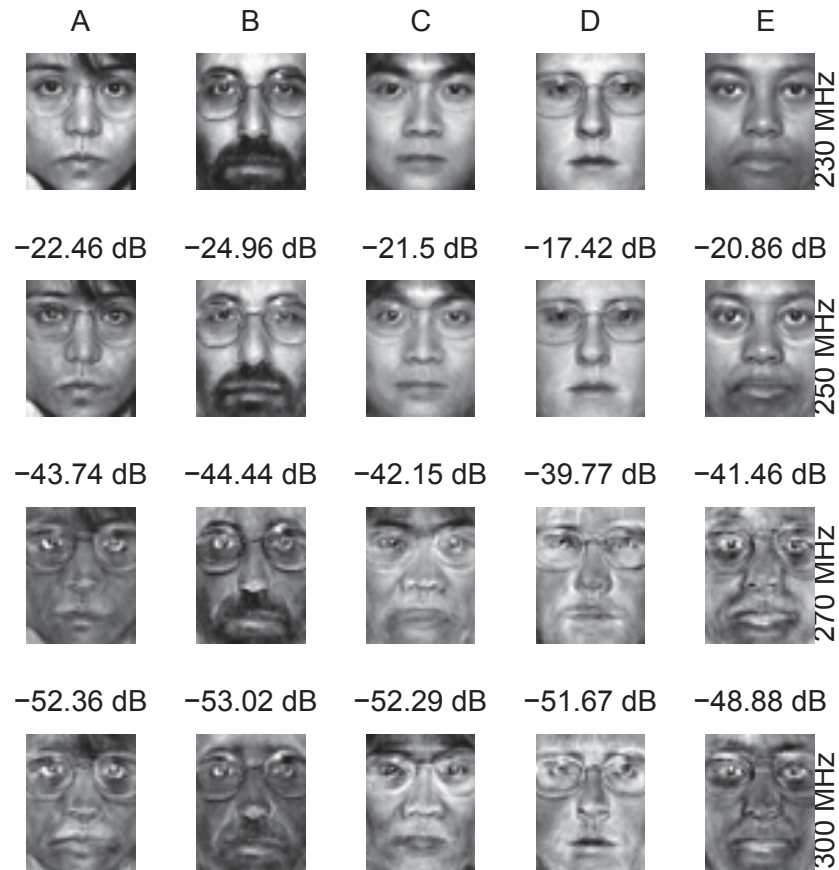 A B C D E
230 MHz
−22.46 dB −24.96 dB −21.5 dB −17.42 dB −20.86 dB
250 MHz
−43.74 dB −44.44 dB −42.15 dB −39.77 dB −41.46 dB
270 MHz
−52.36 dB −53.02 dB −52.29 dB −51.67 dB −48.88 dB
300 MHz